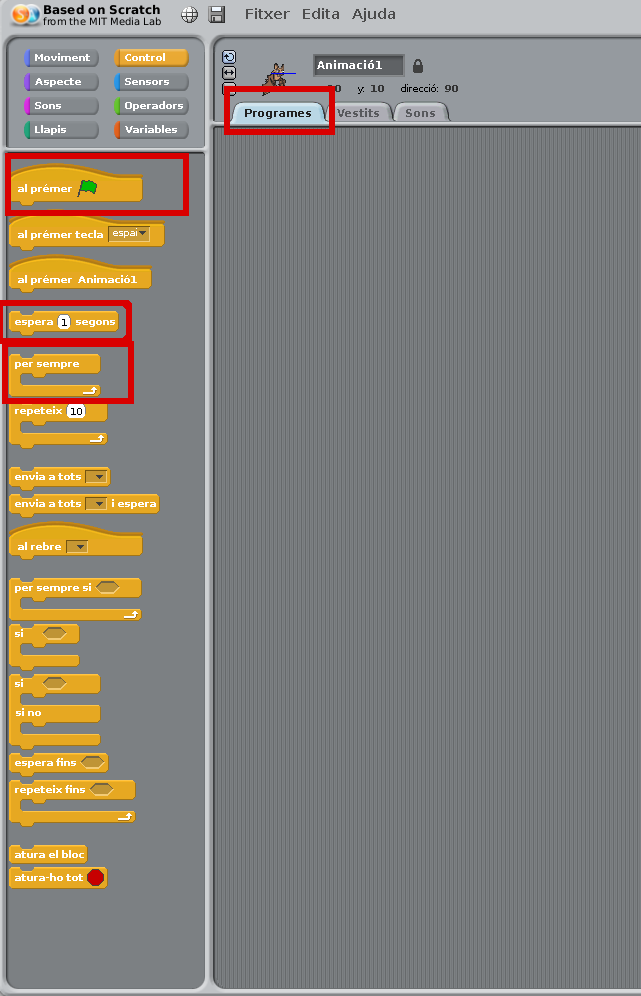 Based on Scratch
from the MIT Media Lab
Fitxer Edita Ajuda
Moviment Control
Aspecte Sensors
Sons Operadors
Llapis Variables
Animació1
y: 10 direcció: 90
Programes Vestits Sons
al prémer
al prémer tecla espai
al prémer Animació1
espera 1 segons
per sempre
repeteix 10
envia a tots
envia a tots i espera
al rebre
per sempre si
si
si
si no
espera fins
repeteix fins
atura el bloc
atura-ho tot